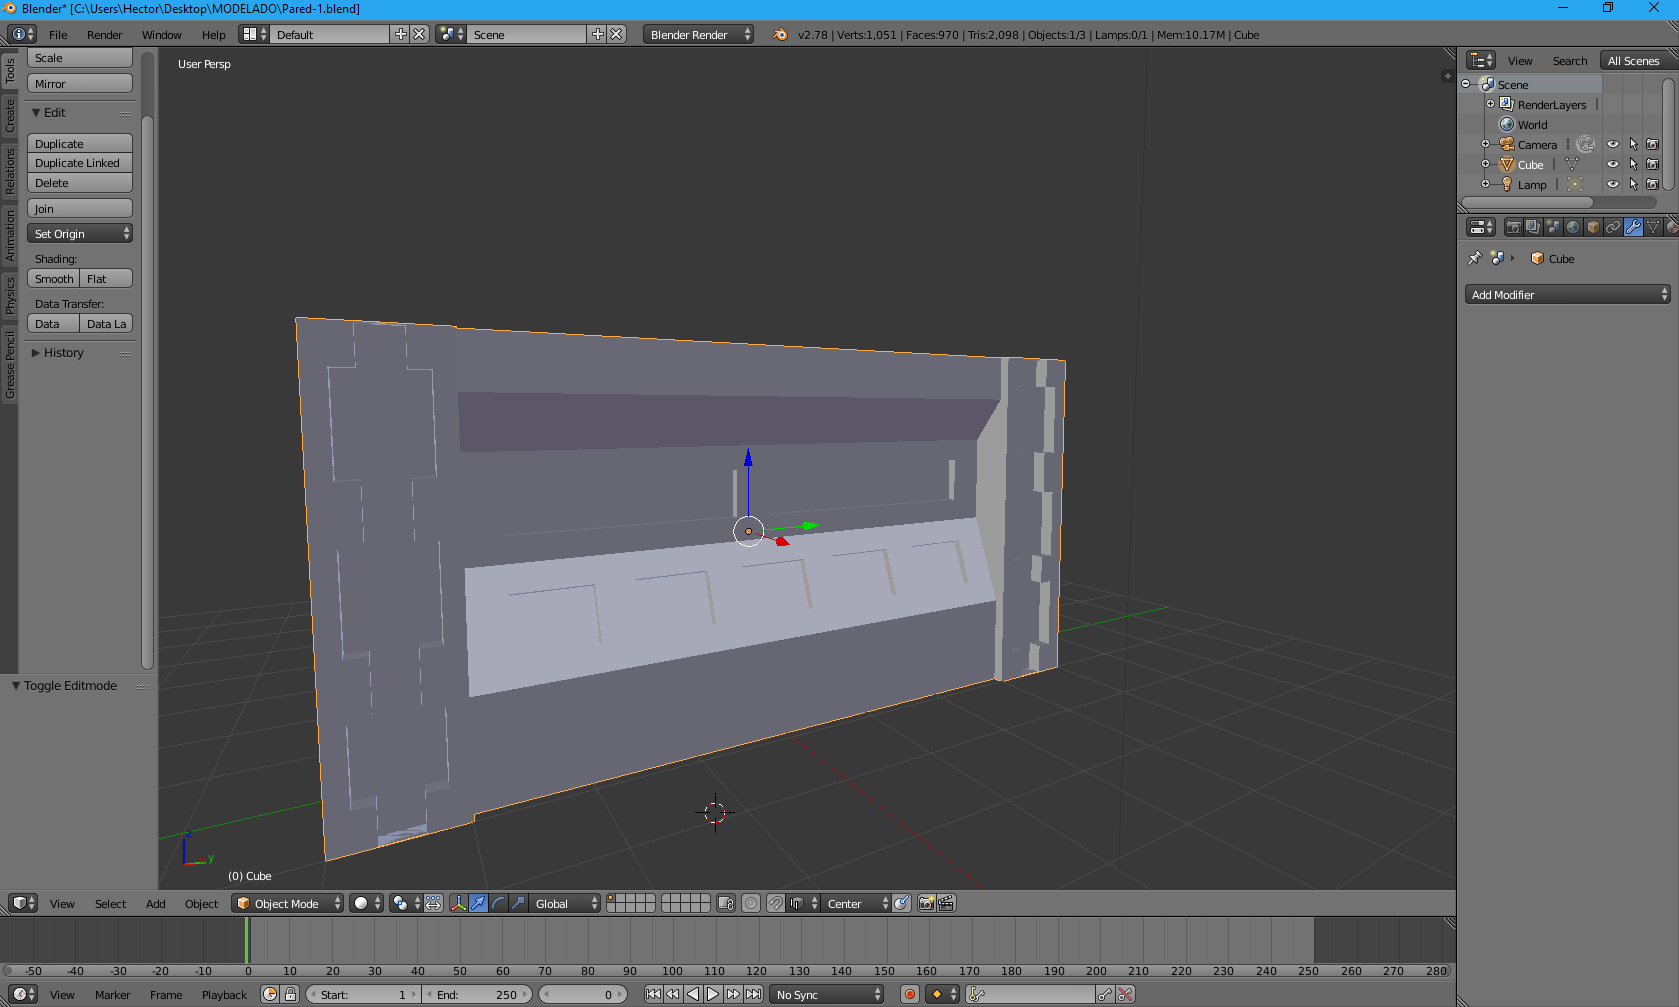 Blender* [C:\Users\Hector\Desktop\MODELADO\Pared-1.blend]
File Render Window Help Default Scene Blender Render v2.78 | Verts:1,051 | Faces:970 | Tris:2,098 | Objects:1/3 | Lamps:0/1 | Mem:10.17M | Cube
Tools
Create
Relations
Animation
Physics
Grease Pencil
Scale
Mirror
Edit
Duplicate
Duplicate Linked
Delete
Join
Set Origin
Shading:
Smooth Flat
Data Transfer:
Data Data La
History
Toggle Editmode
User Persp
z
y
(0) Cube
View Search All Scenes
Scene
RenderLayers |
World
Camera |
Cube |
Lamp |
Cube
Add Modifier
View Select Add Object Object Mode Global Center
-50 -40 -30 -20 -10 0 10 20 30 40 50 60 70 80 90 100 110 120 130 140 150 160 170 180 190 200 210 220 230 240 250 260 270 280
View Marker Frame Playback Start: 1 End: 250 0 No Sync